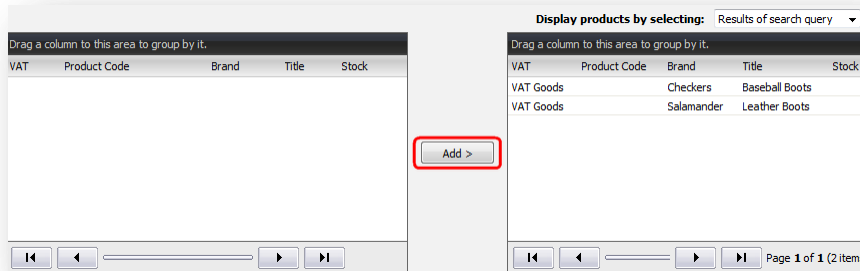 Display products by selecting: Results of search query
Drag a column to this area to group by it.
VAT Product Code Brand Title Stock
Add >
Drag a column to this area to group by it.
VAT Product Code Brand Title Stock
VAT Goods Checkers Baseball Boots
VAT Goods Salamander Leather Boots
Page 1 of 1 (2 item